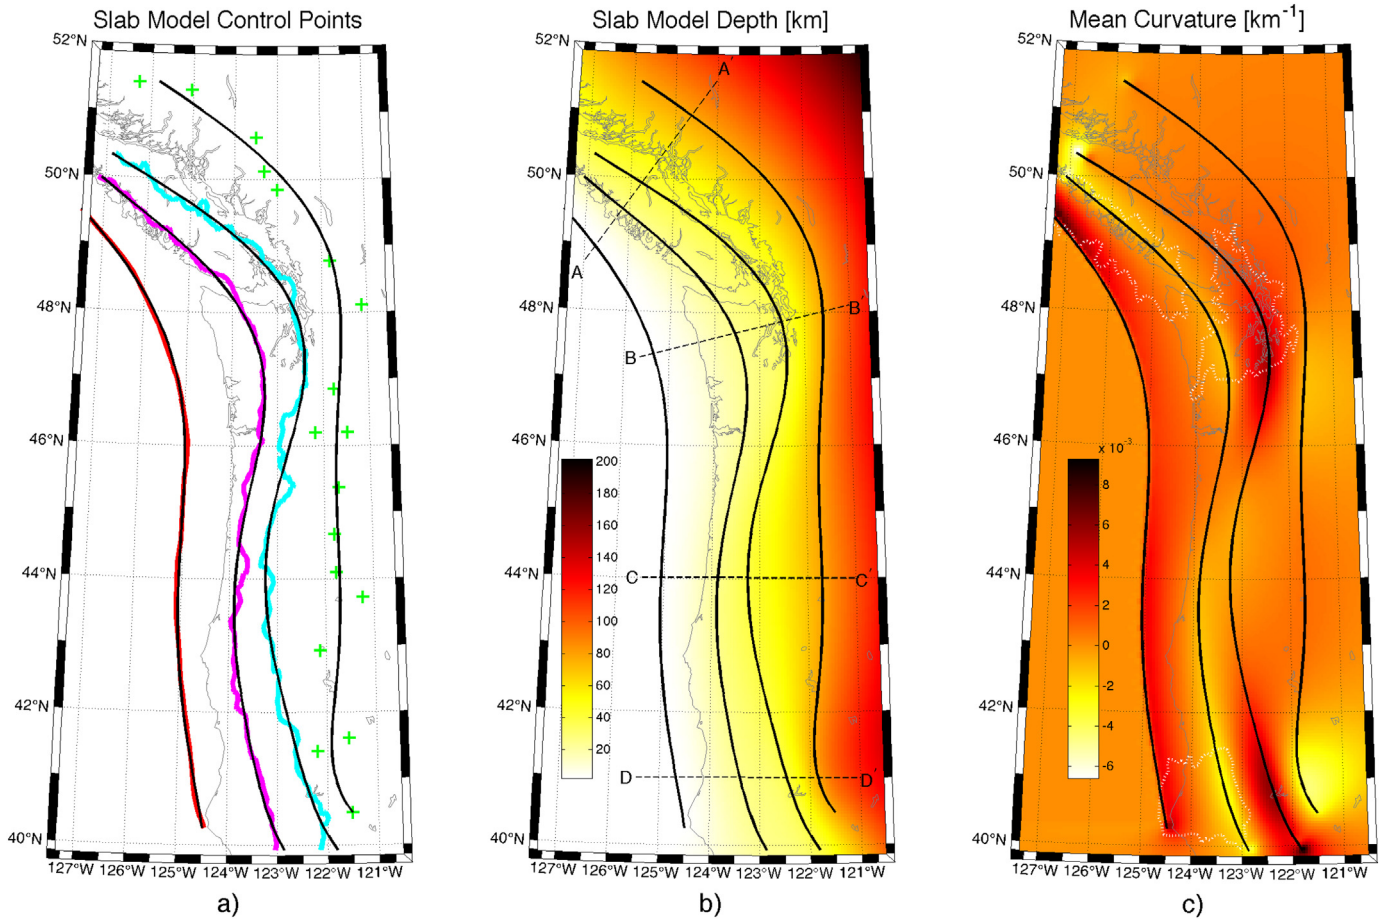 Slab Model Control Points
52°N
50°N
48°N
46°N
44°N
42°N
40°N
127°W 126°W 125°W 124°W 123°W 122°W 121°W
a)
Slab Model Depth [km]
52°N
50°N
48°N
46°N
44°N
42°N
40°N
A
A'
B
B'
C
C'
D
D'
200
180
160
140
120
100
80
60
40
20
127°W 126°W 125°W 124°W 123°W 122°W 121°W
b)
Mean Curvature [km⁻¹]
52°N
50°N
48°N
46°N
44°N
42°N
40°N
x 10⁻³
8
6
4
2
0
-2
-4
-6
127°W 126°W 125°W 124°W 123°W 122°W 121°W
c)